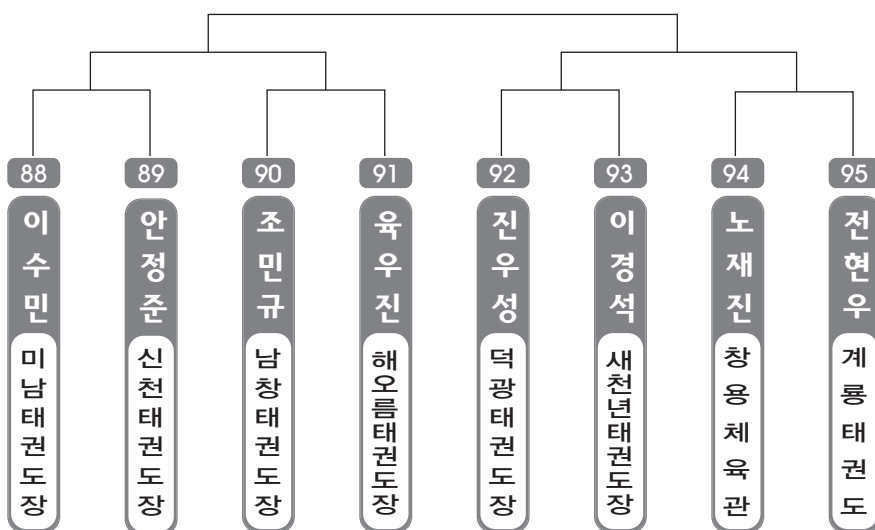 88
이수민
미남태권도장
89
안정준
신천태권도장
90
조민규
남창태권도장
91
육우진
해오름태권도장
92
진우성
덕광태권도장
93
이경석
새천년태권도장
94
노재진
창용체육관
95
전현우
계룡태권도